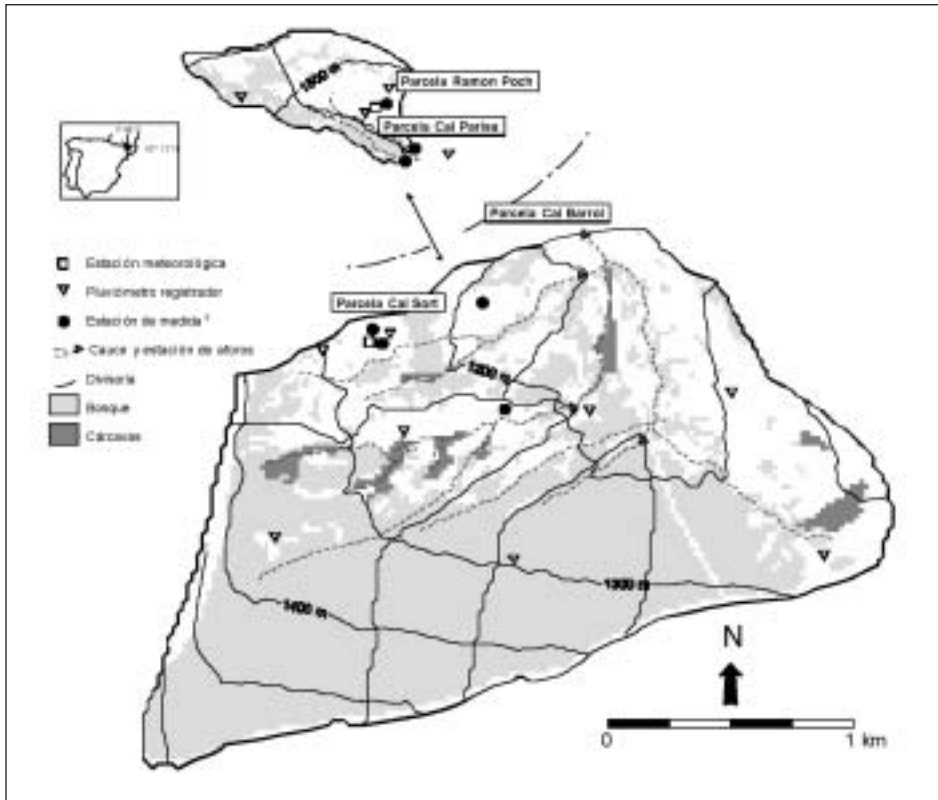 1500 m
Parcela Ramon Poch
Parcela Cal Parisa
Parcela Cal Barrol
Parcela Cal Sort
Estación meteorológica
Pluviómetro registrador
Estación de medida
Cauce y estación de aforos
Divisoria
Bosque
Cárcavas
1200 m
1300 m
1400 m
N
0
1 km